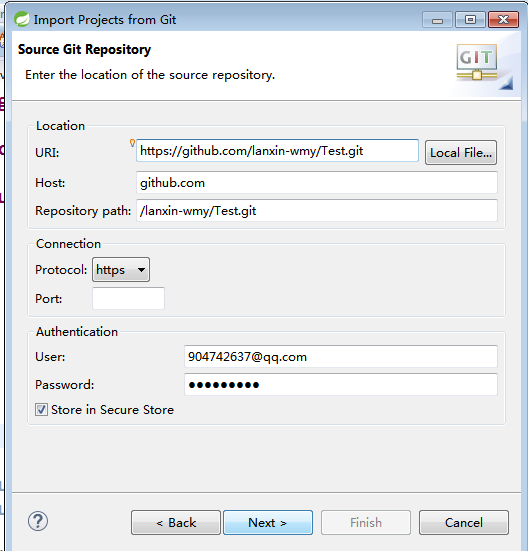 Import Projects from Git
Source Git Repository
Enter the location of the source repository.
GIT
Location
URI: https://github.com/lanxin-wmy/Test.git Local File...
Host: github.com
Repository path: /lanxin-wmy/Test.git
Connection
Protocol: https
Port:
Authentication
User: 904742637@qq.com
Password: ●●●●●●●●●
Store in Secure Store
? < Back Next > Finish Cancel